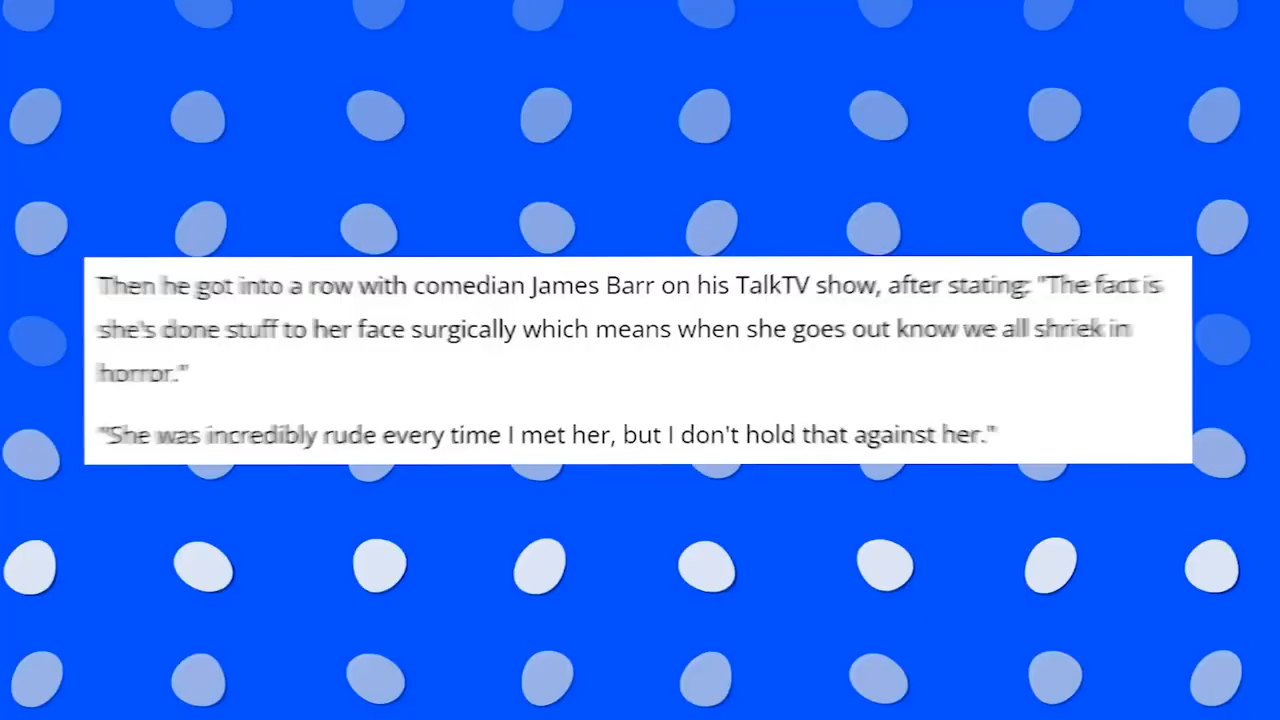 Then he got into a row with comedian James Barr on his TalkTV show, after stating: "The fact is
she's done stuff to her face surgically which means when she goes out know we all shriek in
horror."
"She was incredibly rude every time I met her, but I don't hold that against her."